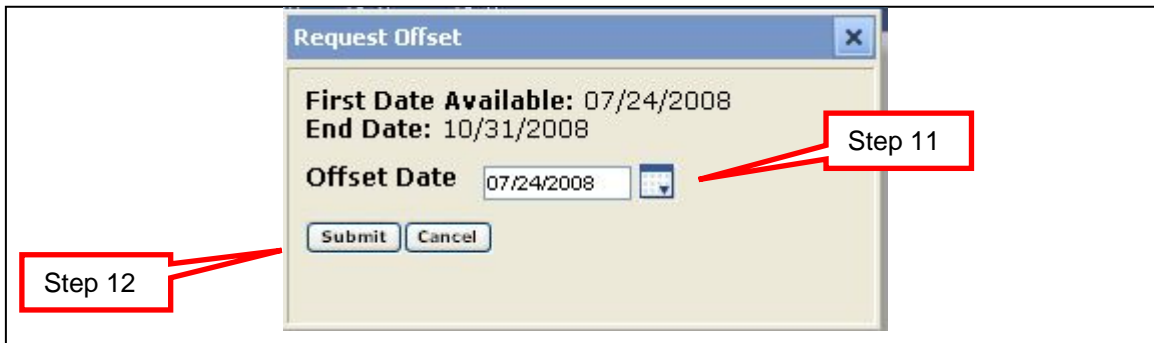 Request Offset
First Date Available: 07/24/2008
End Date: 10/31/2008
Step 11
Offset Date 07/24/2008
Submit Cancel
Step 12